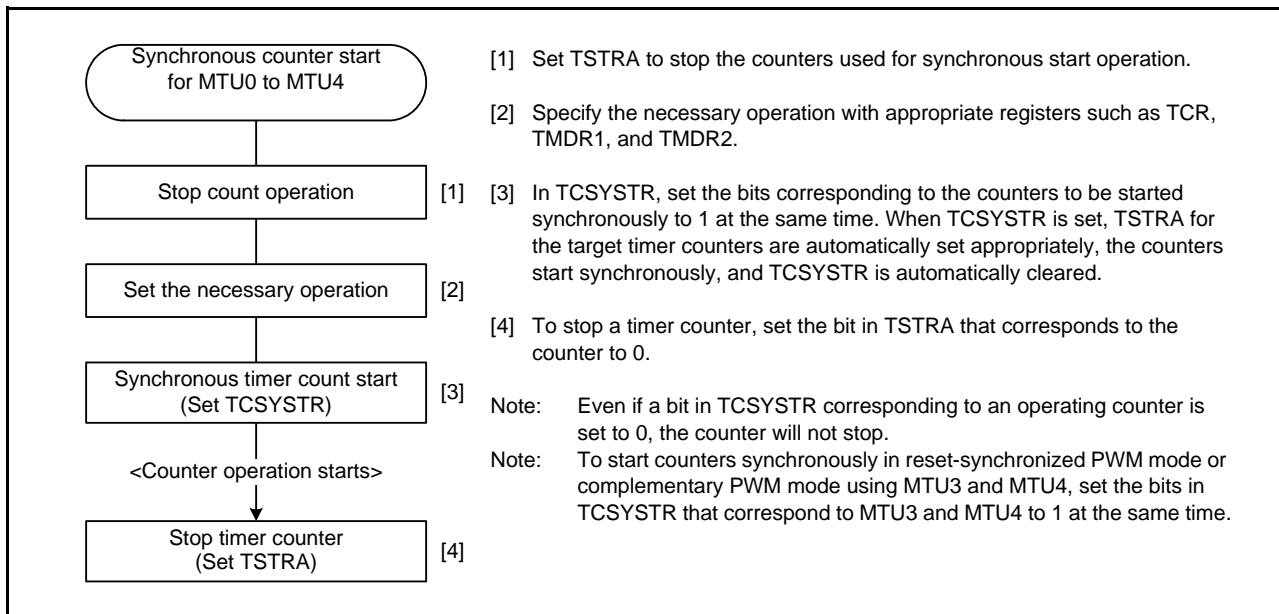 Synchronous counter start
for MTU0 to MTU4
Stop count operation
[1]
Set the necessary operation
[2]
Synchronous timer count start
(Set TCSYSTR)
[3]
<Counter operation starts>
Stop timer counter
(Set TSTRA)
[4]
[1] Set TSTRA to stop the counters used for synchronous start operation.
[2] Specify the necessary operation with appropriate registers such as TCR,
TMDR1, and TMDR2.
[3] In TCSYSTR, set the bits corresponding to the counters to be started
synchronously to 1 at the same time. When TCSYSTR is set, TSTRA for
the target timer counters are automatically set appropriately, the counters
start synchronously, and TCSYSTR is automatically cleared.
[4] To stop a timer counter, set the bit in TSTRA that corresponds to the
counter to 0.
Note: Even if a bit in TCSYSTR corresponding to an operating counter is
set to 0, the counter will not stop.
Note: To start counters synchronously in reset-synchronized PWM mode or
complementary PWM mode using MTU3 and MTU4, set the bits in
TCSYSTR that correspond to MTU3 and MTU4 to 1 at the same time.